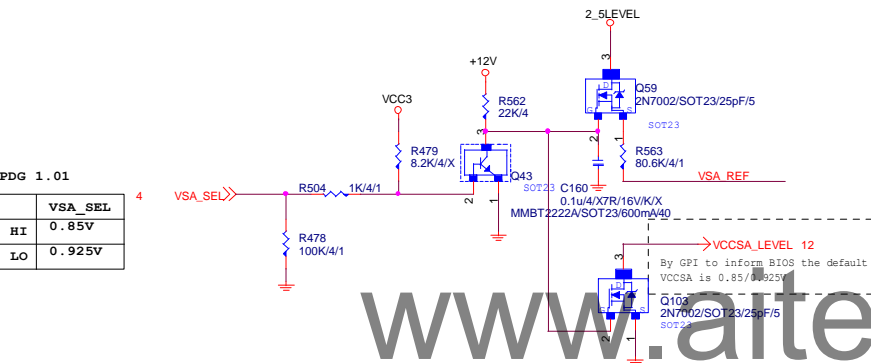 2_5LEVEL
+12V
3
VCC3
R562
22K/4
D
Q59
2N7002/SOT23/25pF/5
G
S
SOT23
3
2
1
R479
8.2K/4/X
R563
80.6K/4/1
PDG 1.01
Q43
SOT23
C160
0.1u/4/X7R/16V/K/X
MMBT2222A/SOT23/600mA/40
VSA_REF
4
VSA_SEL
R504
1K/4/1
2
1
VSA_SEL
HI
0.85V
LO
0.925V
R478
100K/4/1
3
VCCSA_LEVEL 12
By GPI to inform BIOS the default
VCCSA is 0.85/0.925V
D
G
S
Q103
2N7002/SOT23/25pF/5
SOT23
2
1
www.aite